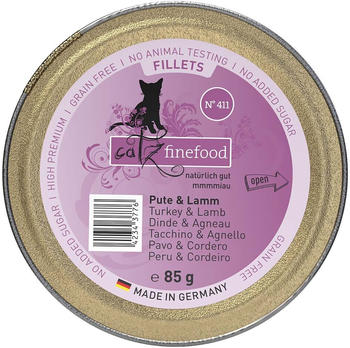 NO ADDED SUGAR | HIGH PREMIUM | GRAIN FREE | NO ANIMAL TESTING | NO ADDED SUGAR
FILLETS
N° 411
catz finefood
natürlich gut
mmmmiau
open
Pute & Lamm
Turkey & Lamb
Dinde & Agneau
Tacchino & Agnello
Pavo & Cordero
Peru & Cordeiro
42343776
85 g
MADE IN GERMANY
GRAIN FREE